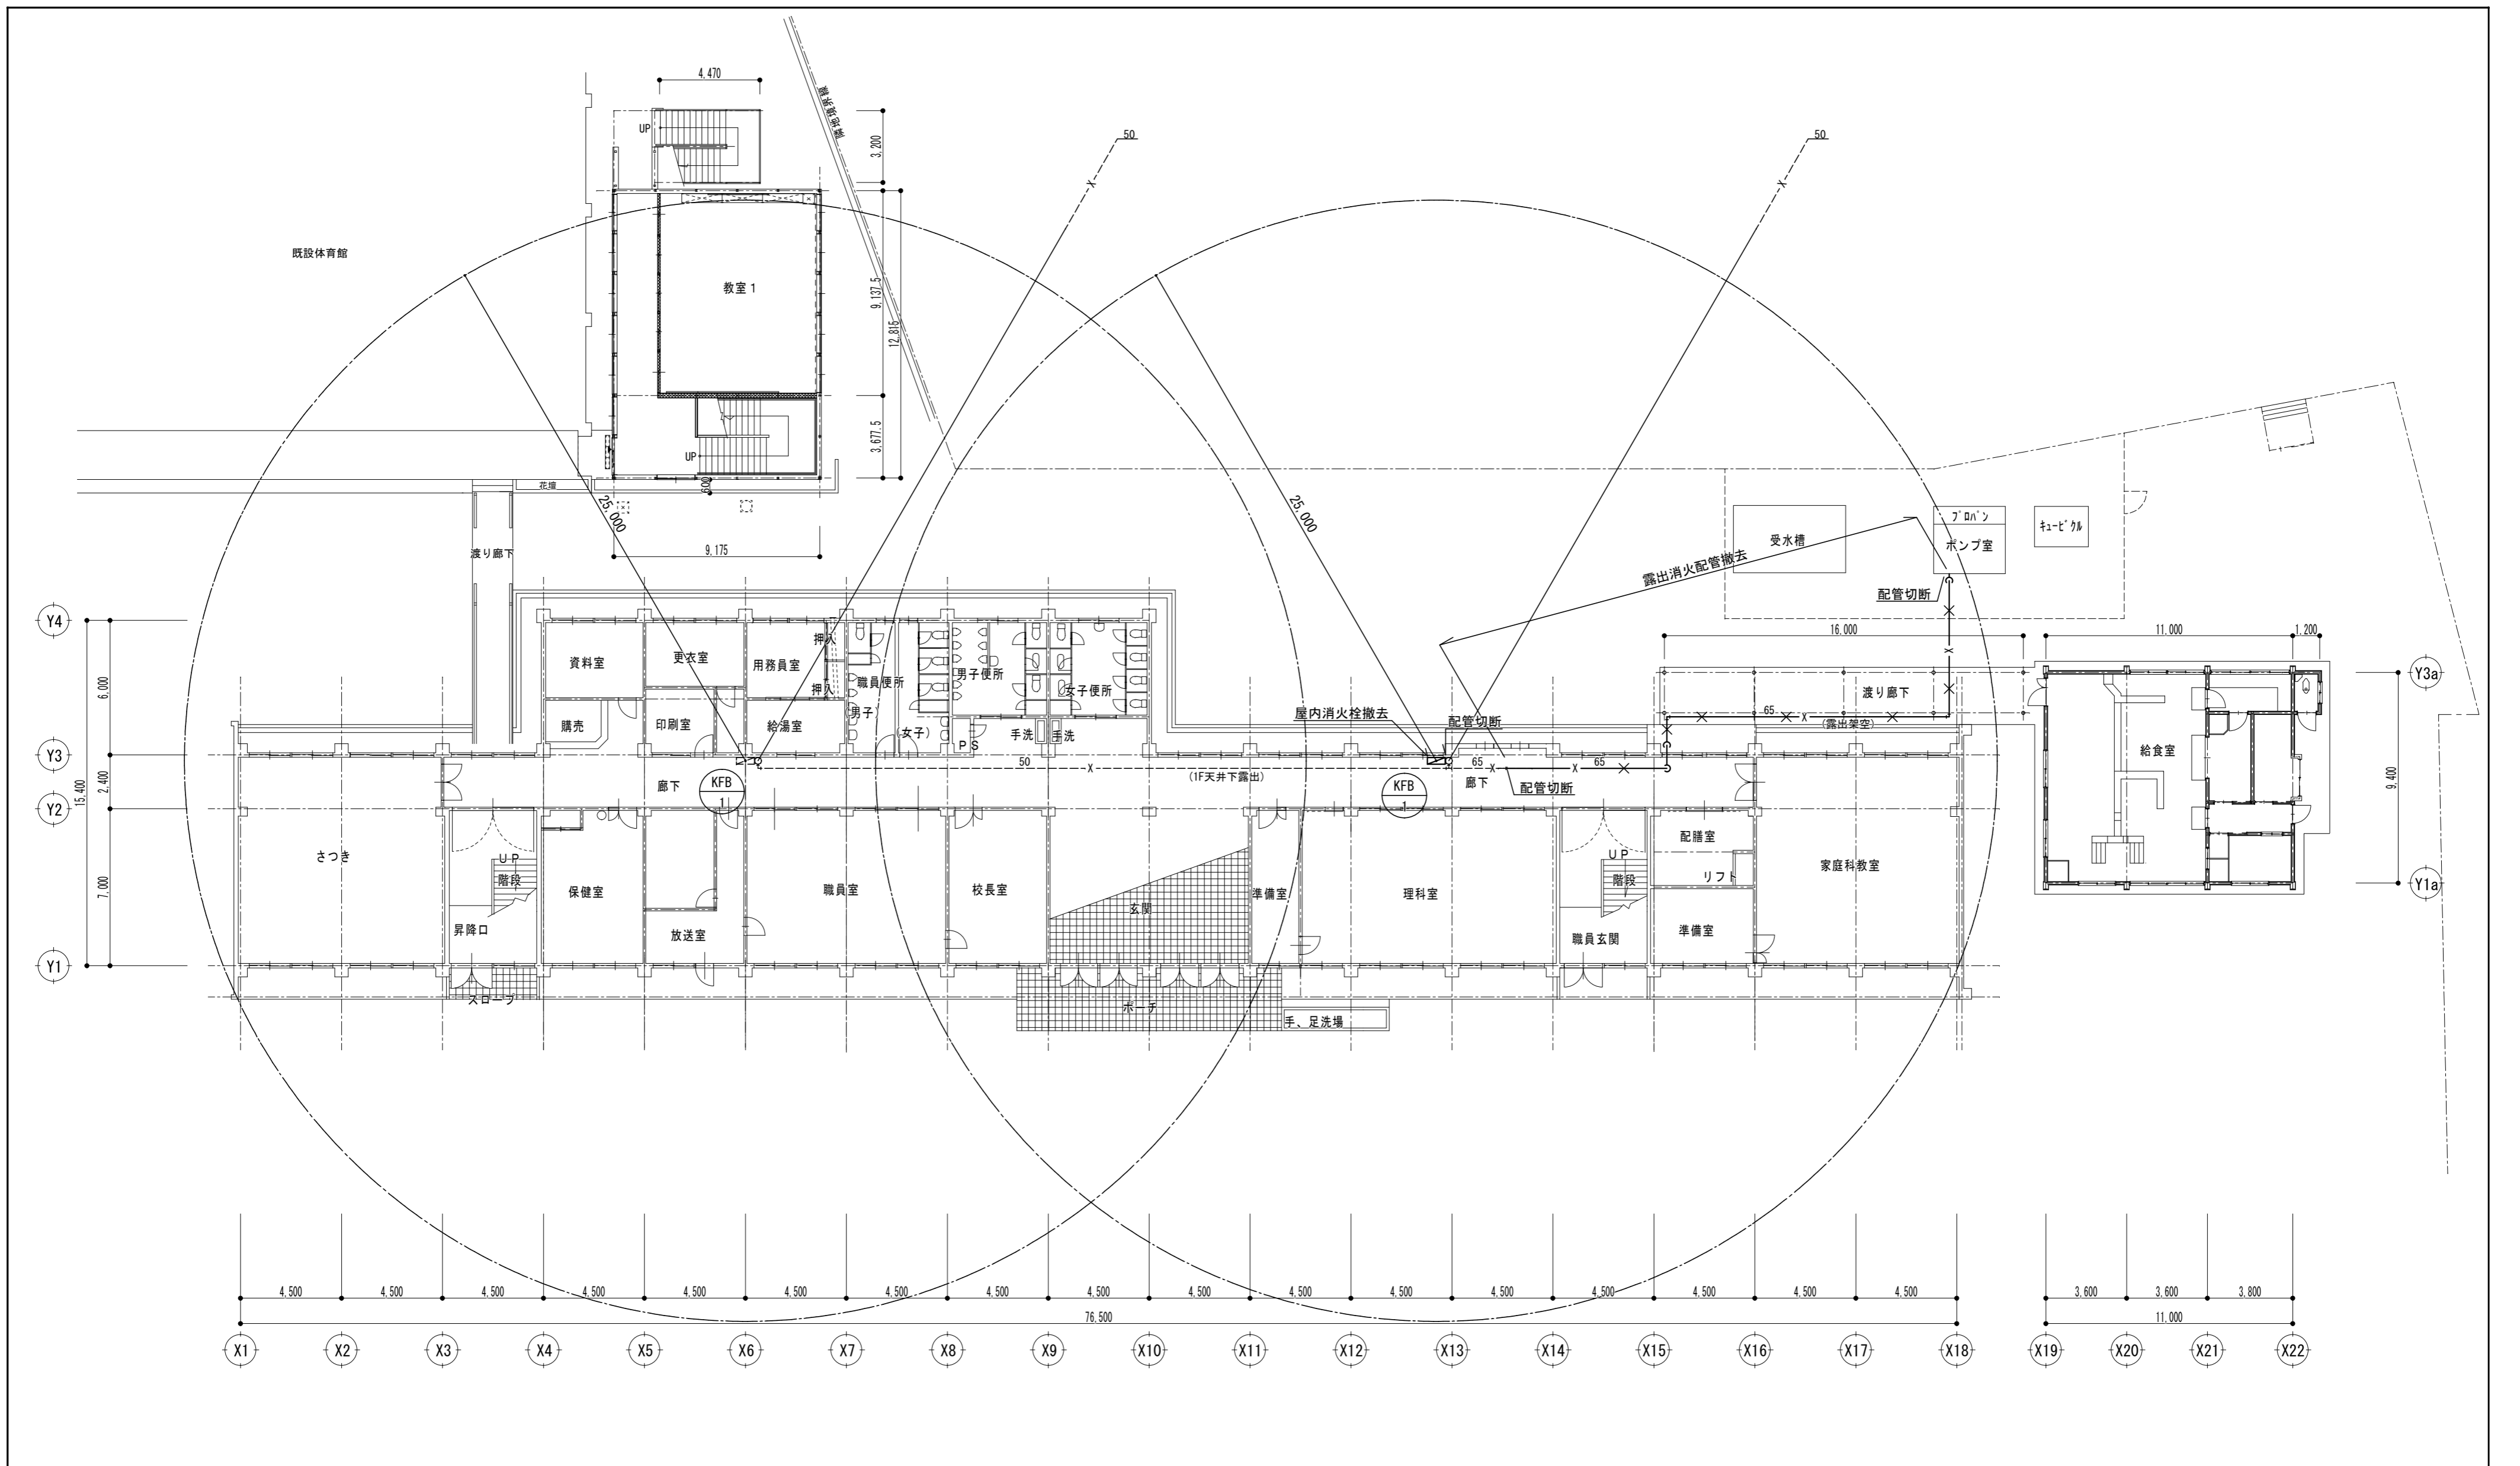 4,470
隣地境界線
UP
3,200
50
50
既設体育館
教室1
9,137.5
12,815
3,677.5
UP
花壇
600
25,000
25,000
9,175
渡り廊下
プロパン
ポンプ室
受水槽
キュービクル
露出消火配管撤去
配管切断
Y4
16,000
11,000
1,200
資料室
更衣室
用務員室
押入
押入
職員便所
男子便所
女子便所
Y3a
渡り廊下
6,000
購売
印刷室
給湯室
男子
(女子)
PS
手洗
手洗
屋内消火栓撤去
配管切断
65
(露出架空)
給食室
Y3
50
(1F天井下露出)
65
65
15,400
2,400
廊下
KFB
1
KFB
1
廊下
配管切断
9,400
Y2
さつき
UP
階段
保健室
職員室
校長室
準備室
理科室
UP
階段
配膳室
リフト
家庭科教室
Y1a
7,000
玄関
昇降口
放送室
職員玄関
準備室
Y1
スロープ
ポーチ
手、足洗場
4,500 4,500 4,500 4,500 4,500 4,500 4,500 4,500 4,500 4,500 4,500 4,500 4,500 4,500 4,500 4,500 4,500
3,600 3,600 3,800
76,500
11,000
X1 X2 X3 X4 X5 X6 X7 X8 X9 X10 X11 X12 X13 X14 X15 X16 X17 X18 X19 X20 X21 X22